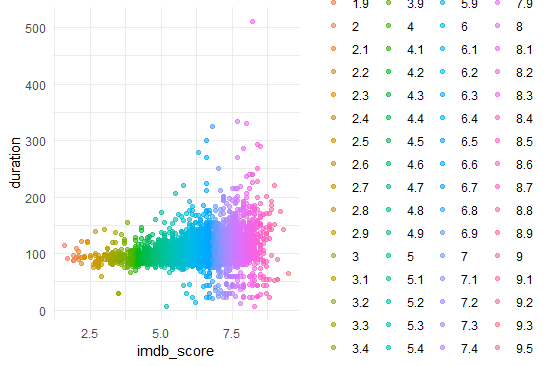 500
400
300
200
100
0
duration
2.5 5.0 7.5
imdb_score
1.9 3.9 5.9 7.9
2 4 6 8
2.1 4.1 6.1 8.1
2.2 4.2 6.2 8.2
2.3 4.3 6.3 8.3
2.4 4.4 6.4 8.4
2.5 4.5 6.5 8.5
2.6 4.6 6.6 8.6
2.7 4.7 6.7 8.7
2.8 4.8 6.8 8.8
2.9 4.9 6.9 8.9
3 5 7 9
3.1 5.1 7.1 9.1
3.2 5.2 7.2 9.2
3.3 5.3 7.3 9.3
3.4 5.4 7.4 9.5